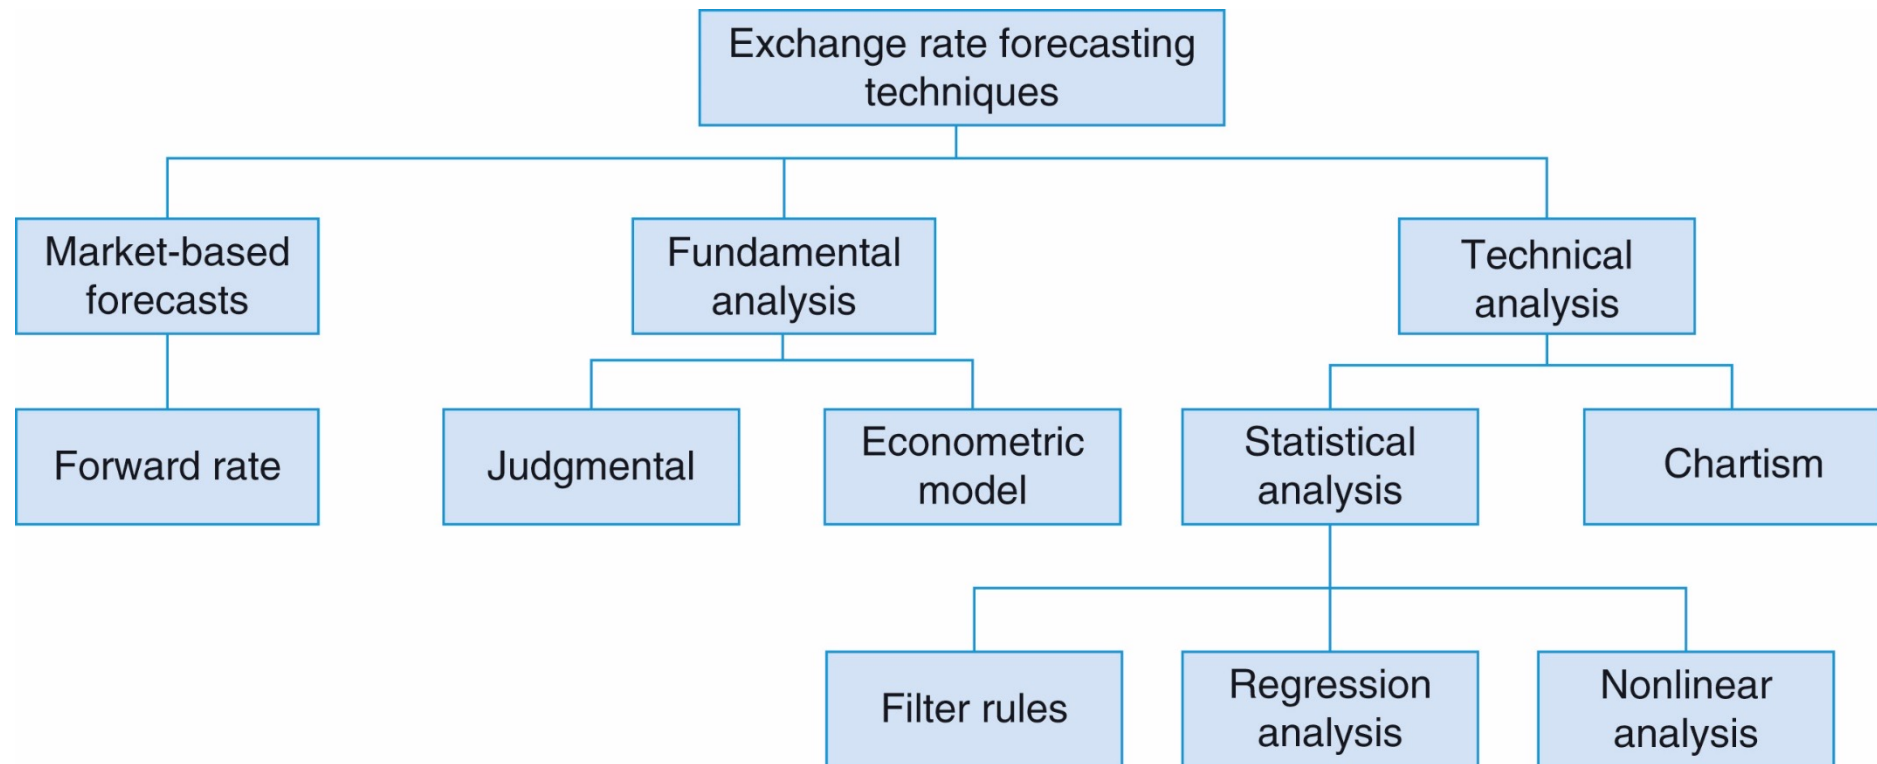 Exchange rate forecasting
techniques
Market-based
forecasts
Fundamental
analysis
Technical
analysis
Forward rate
Judgmental
Econometric
model
Statistical
analysis
Chartism
Filter rules
Regression
analysis
Nonlinear
analysis